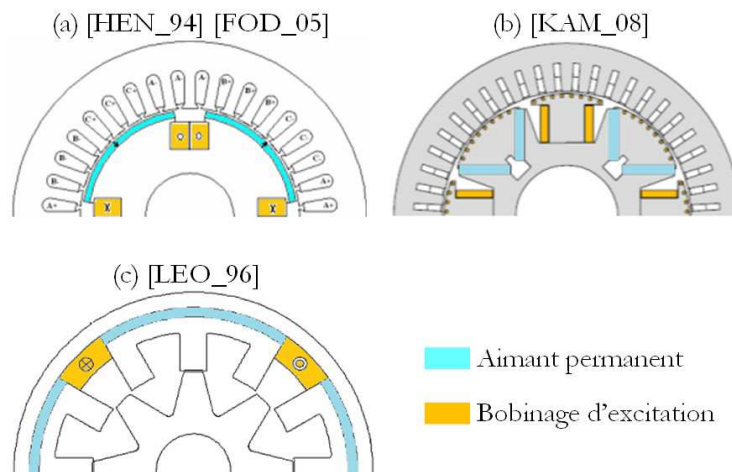 (a) [HEN_94] [FOD_05]
(b) [KAM_08]
A+ B- B- C+ C+ C+ A- A- A- B+ B+ B+ C- C- C- A+ A+
(c) [LEO_96]
Aimant permanent
Bobinage d'excitation